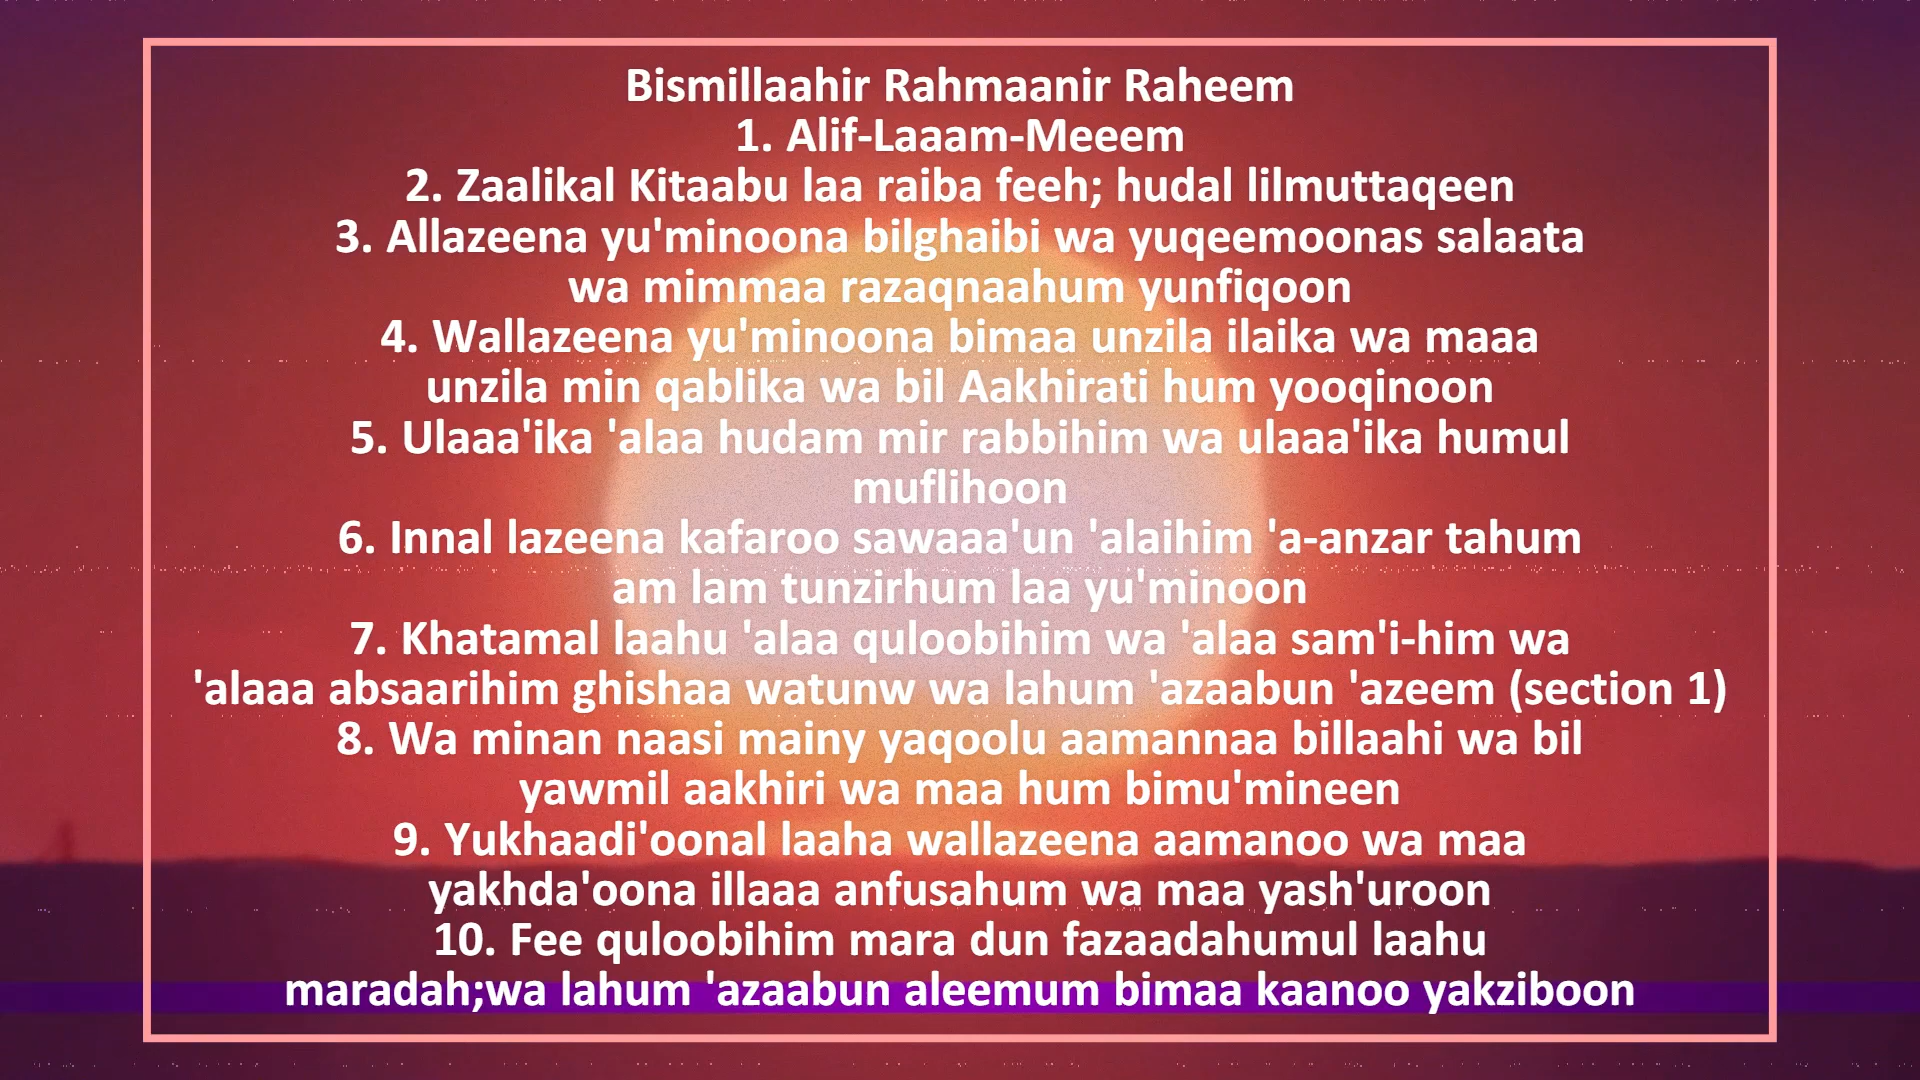 Bismillaahir Rahmaanir Raheem
1. Alif-Laaam-Meeem
2. Zaalikal Kitaabu laa raiba feeh; hudal lilmuttaqeen
3. Allazeena yu'minoona bilghaibi wa yuqeemoonas salaata
wa mimmaa razaqnaahum yunfiqoon
4. Wallazeena yu'minoona bimaa unzila ilaika wa maaa
unzila min qablika wa bil Aakhirati hum yooqinoon
5. Ulaaa'ika 'alaa hudam mir rabbihim wa ulaaa'ika humul
muflihoon
6. Innal lazeena kafaroo sawaaa'un 'alaihim 'a-anzar tahum
am lam tunzirhum laa yu'minoon
7. Khatamal laahu 'alaa quloobihim wa 'alaa sam'i-him wa
'alaaa absaarihim ghishaa watunw wa lahum 'azaabun 'azeem (section 1)
8. Wa minan naasi mainy yaqoolu aamannaa billaahi wa bil
yawmil aakhiri wa maa hum bimu'mineen
9. Yukhaadi'oonal laaha wallazeena aamanoo wa maa
yakhda'oona illaaa anfusahum wa maa yash'uroon
10. Fee quloobihim mara dun fazaadahumul laahu
maradah;wa lahum 'azaabun aleemum bimaa kaanoo yakziboon